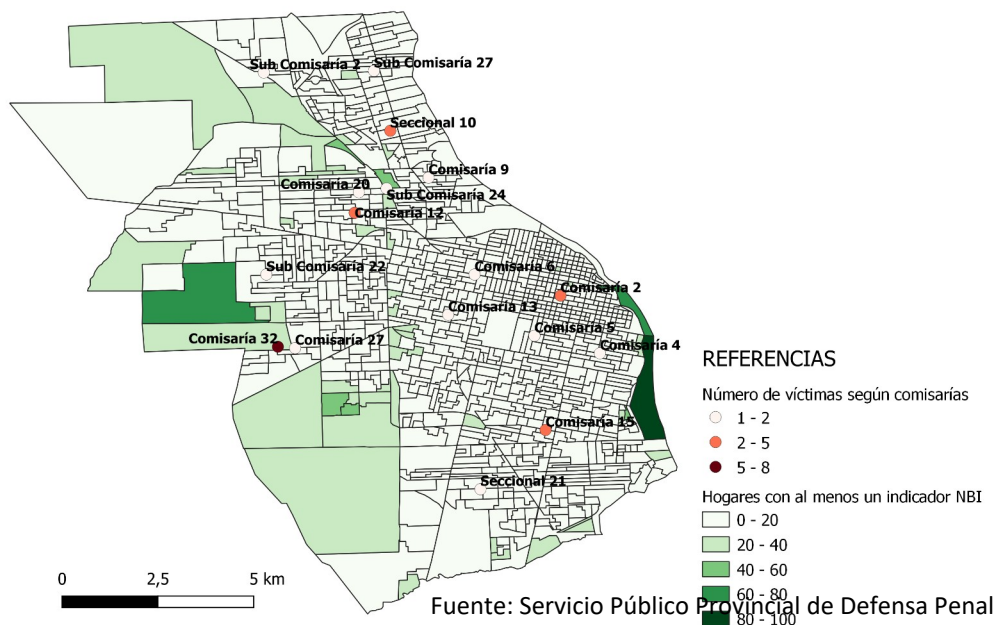 Sub Comisaría 2
Sub Comisaría 27
Seccional 10
Comisaría 9
Comisaria 20
Sub Comisaría 24
Comisaría 12
Sub Comisaría 22
Comisaría 6
Comisaría 2
Comisaría 13
Comisaría 5
Comisaría 32
Comisaría 27
Comisaría 4
Comisaría 15
Seccional 21
REFERENCIAS
Número de víctimas según comisarías
1 - 2
2 - 5
5 - 8
Hogares con al menos un indicador NBI
0 - 20
20 - 40
40 - 60
60 - 80
80 - 100
0 2,5 5 km
Fuente: Servicio Público Provincial de Defensa Penal